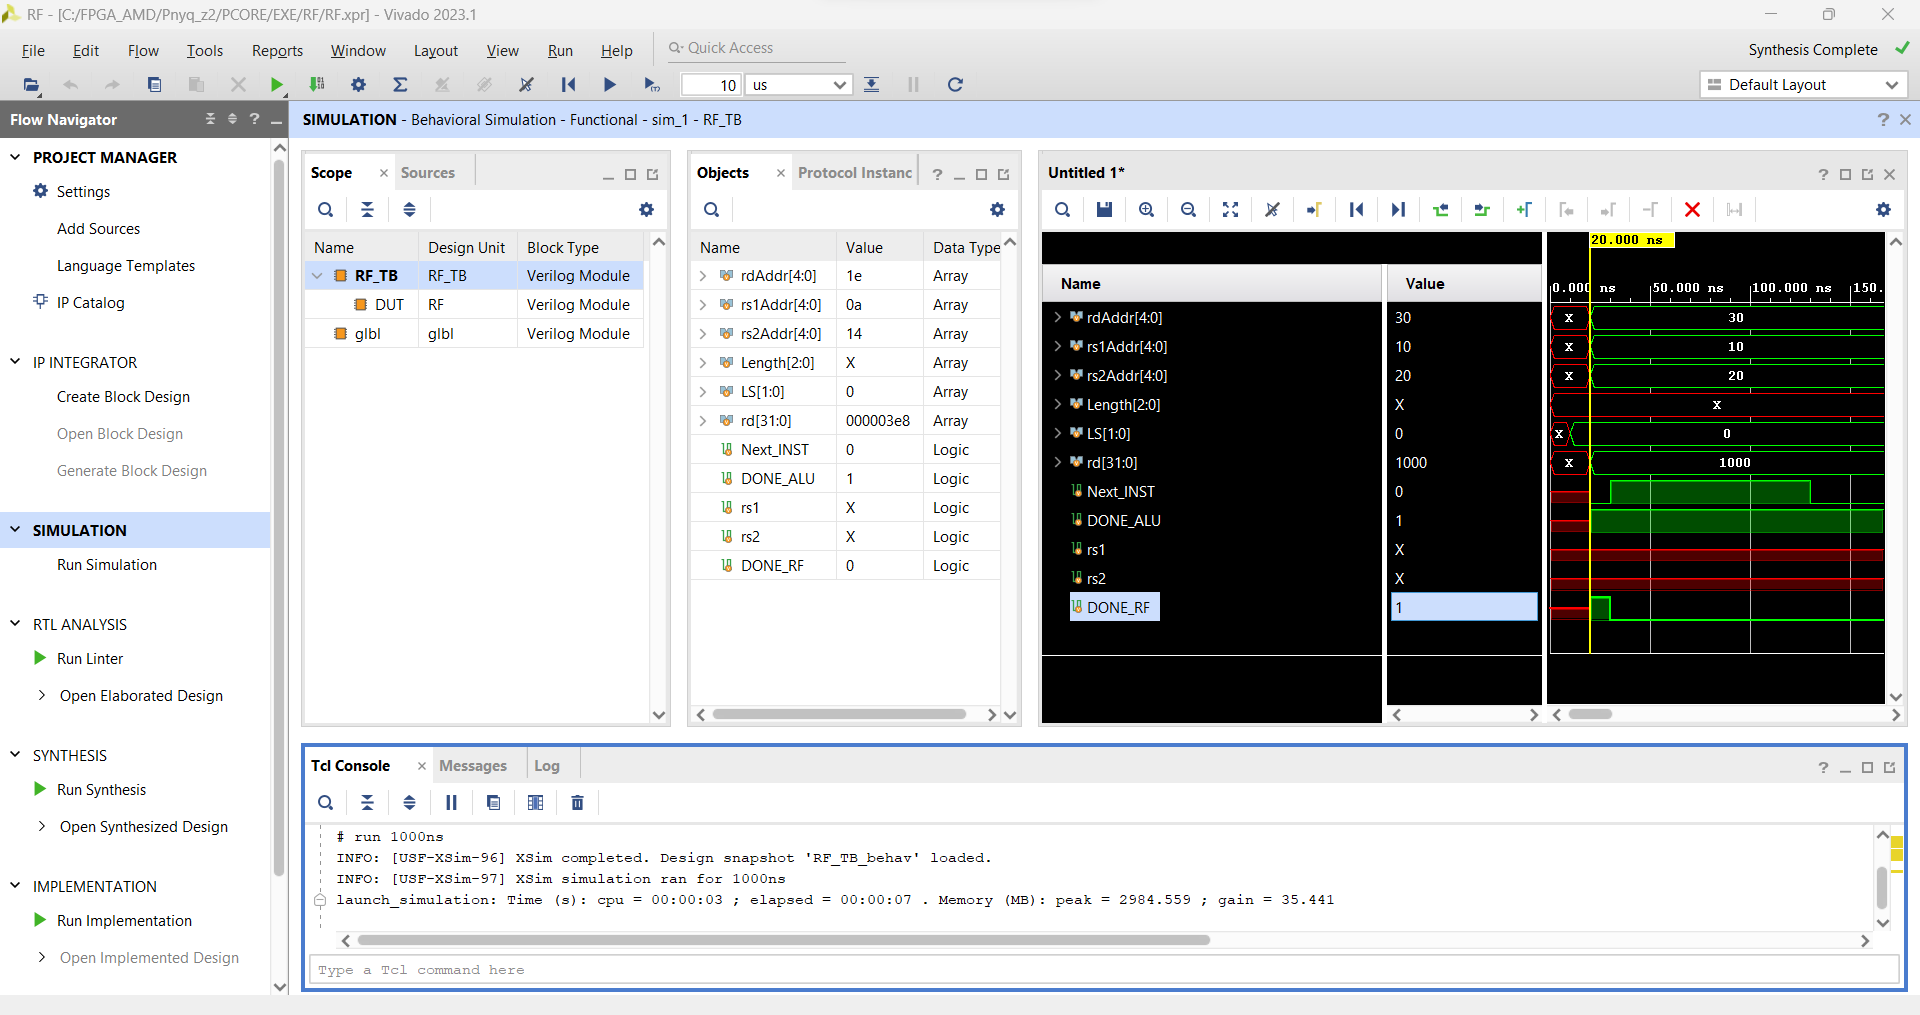 RF - [C:/FPGA_AMD/Pnyq_z2/PCORE/EXE/RF/RF.xpr] - Vivado 2023.1
File Edit Flow Tools Reports Window Layout View Run Help Quick Access
Synthesis Complete
10 us
Default Layout
Flow Navigator
PROJECT MANAGER
Settings
Add Sources
Language Templates
IP Catalog
IP INTEGRATOR
Create Block Design
Open Block Design
Generate Block Design
SIMULATION
Run Simulation
RTL ANALYSIS
Run Linter
Open Elaborated Design
SYNTHESIS
Run Synthesis
Open Synthesized Design
IMPLEMENTATION
Run Implementation
Open Implemented Design
SIMULATION - Behavioral Simulation - Functional - sim_1 - RF_TB
Scope Sources
Name Design Unit Block Type
RF_TB RF_TB Verilog Module
DUT RF Verilog Module
glbl glbl Verilog Module
Objects Protocol Instanc
Name Value Data Type
rdAddr[4:0] 1e Array
rs1Addr[4:0] 0a Array
rs2Addr[4:0] 14 Array
Length[2:0] X Array
LS[1:0] 0 Array
rd[31:0] 000003e8 Array
Next_INST 0 Logic
DONE_ALU 1 Logic
rs1 X Logic
rs2 X Logic
DONE_RF 0 Logic
Untitled 1*
20.000 ns
Name Value
0.000 ns 50.000 ns 100.000 ns 150.
rdAddr[4:0] 30 X 30
rs1Addr[4:0] 10 X 10
rs2Addr[4:0] 20 X 20
Length[2:0] X X
LS[1:0] 0 X 0
rd[31:0] 1000 X 1000
Next_INST 0
DONE_ALU 1
rs1 X
rs2 X
DONE_RF 1
Tcl Console Messages Log
# run 1000ns
INFO: [USF-XSim-96] XSim completed. Design snapshot 'RF_TB_behav' loaded.
INFO: [USF-XSim-97] XSim simulation ran for 1000ns
launch_simulation: Time (s): cpu = 00:00:03 ; elapsed = 00:00:07 . Memory (MB): peak = 2984.559 ; gain = 35.441
Type a Tcl command here